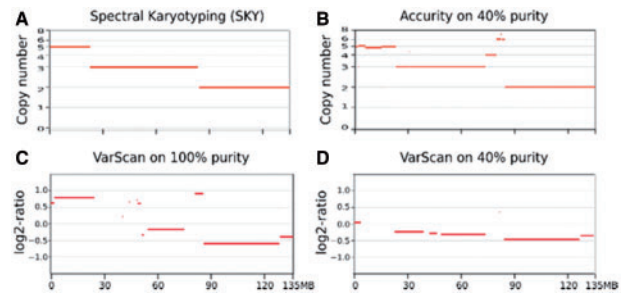 A Spectral Karyotyping (SKY)
B Accurity on 40% purity
Copy number
8
6
5
4
3
2
1
0
Copy number
8
6
5
4
3
2
1
0
C VarScan on 100% purity
D VarScan on 40% purity
log2-ratio
1.0
0.5
0.0
-0.5
-1.0
0 30 60 90 120 135MB
log2-ratio
1.0
0.5
0.0
-0.5
-1.0
0 30 60 90 120 135MB